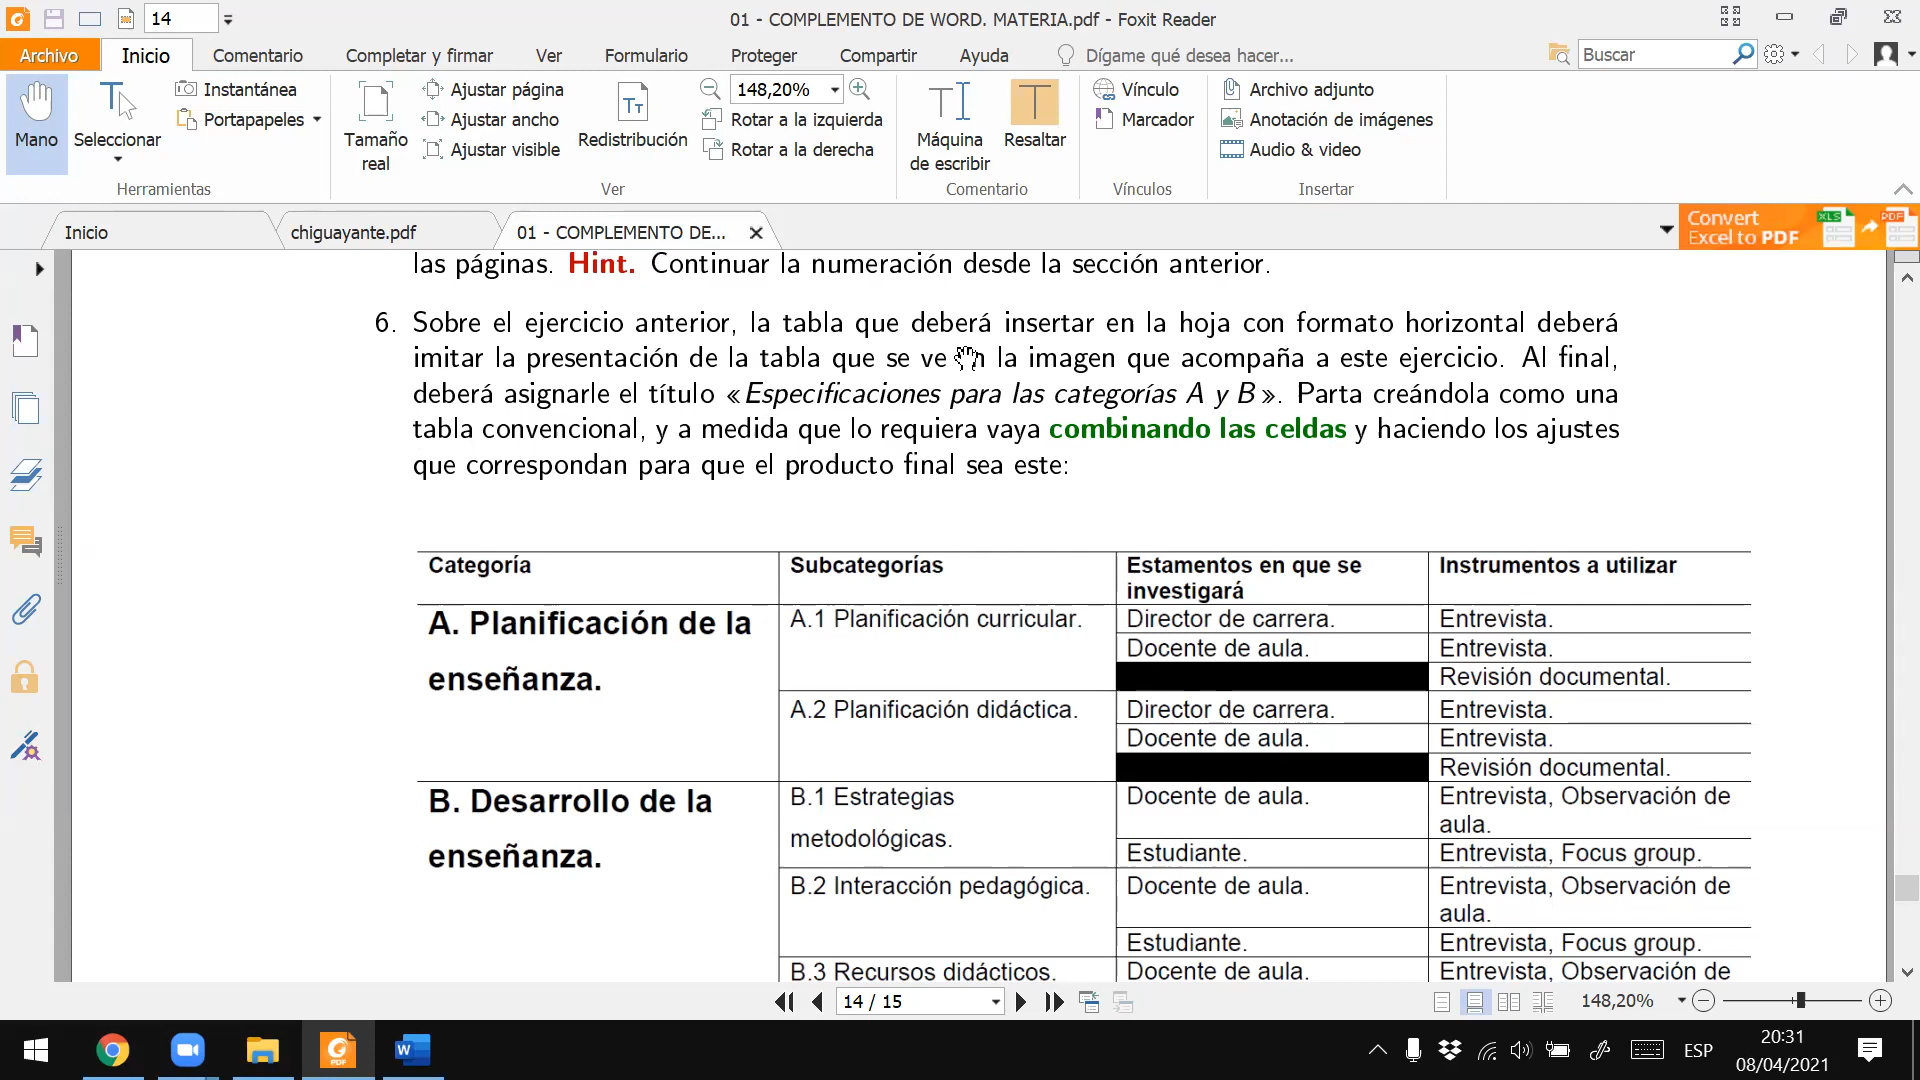 14
01 - COMPLEMENTO DE WORD. MATERIA.pdf - Foxit Reader
Archivo Inicio Comentario Completar y firmar Ver Formulario Proteger Compartir Ayuda Dígame qué desea hacer... Buscar
Mano
Seleccionar
Instantánea
Portapapeles
Herramientas
Tamaño real
Ajustar página
Ajustar ancho
Ajustar visible
Redistribución
148,20%
Rotar a la izquierda
Rotar a la derecha
Ver
Máquina de escribir
Resaltar
Comentario
Vínculo
Marcador
Vínculos
Archivo adjunto
Anotación de imágenes
Audio & video
Insertar
Inicio chiguayante.pdf 01 - COMPLEMENTO DE...
Convert
Excel to PDF
XLS PDF
las páginas. Hint. Continuar la numeración desde la sección anterior.
6. Sobre el ejercicio anterior, la tabla que deberá insertar en la hoja con formato horizontal deberá
imitar la presentación de la tabla que se ve en la imagen que acompaña a este ejercicio. Al final,
deberá asignarle el título «Especificaciones para las categorías A y B». Parta creándola como una
tabla convencional, y a medida que lo requiera vaya combinando las celdas y haciendo los ajustes
que correspondan para que el producto final sea este:
Categoría Subcategorías Estamentos en que se investigará Instrumentos a utilizar
A. Planificación de la enseñanza. A.1 Planificación curricular. Director de carrera. Entrevista.
Docente de aula. Entrevista.
Revisión documental.
A.2 Planificación didáctica. Director de carrera. Entrevista.
Docente de aula. Entrevista.
Revisión documental.
B. Desarrollo de la enseñanza. B.1 Estrategias metodológicas. Docente de aula. Entrevista, Observación de aula.
Estudiante. Entrevista, Focus group.
B.2 Interacción pedagógica. Docente de aula. Entrevista, Observación de aula.
Estudiante. Entrevista, Focus group.
B.3 Recursos didácticos. Docente de aula. Entrevista, Observación de
14 / 15
148,20%
PDF
W
ESP
20:31
08/04/2021